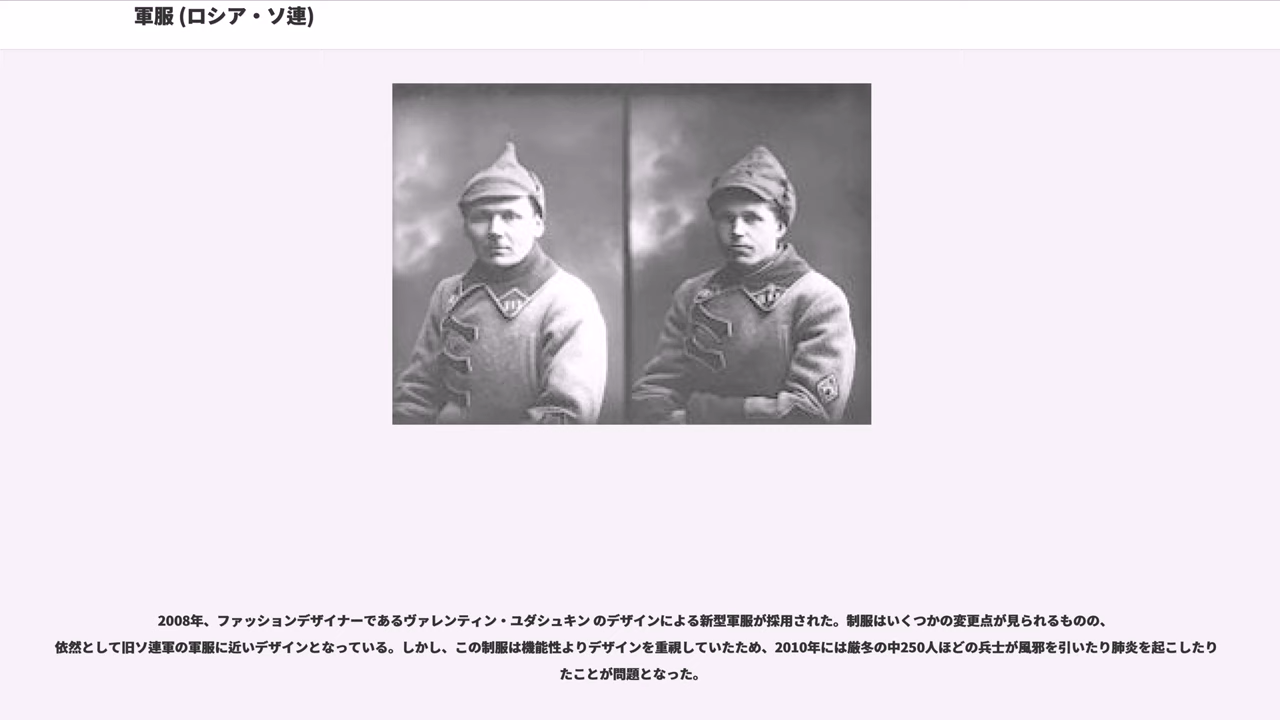 軍服 (ロシア・ソ連)
2008年、ファッションデザイナーであるヴァレンティン・ユダシュキン のデザインによる新型軍服が採用された。制服はいくつかの変更点が見られるものの、
依然として旧ソ連軍の軍服に近いデザインとなっている。しかし、この制服は機能性よりデザインを重視していたため、2010年には厳冬の中250人ほどの兵士が風邪を引いたり肺炎を起こしたり
たことが問題となった。